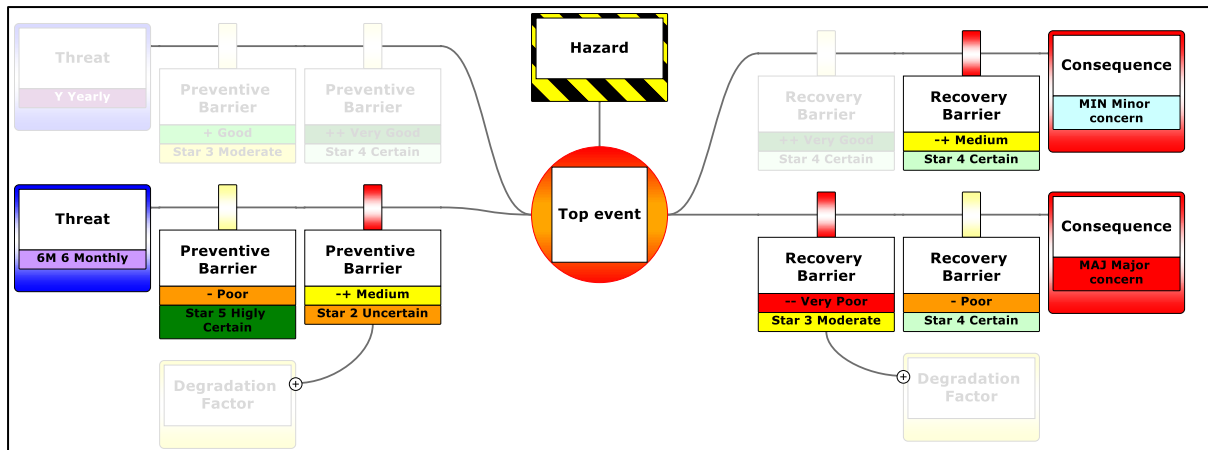 Hazard
Threat
Y Yearly
Preventive
Barrier
+ Good
Star 3 Moderate
Preventive
Barrier
++ Very Good
Star 4 Certain
Recovery
Barrier
++ Very Good
Star 4 Certain
Recovery
Barrier
-+ Medium
Star 4 Certain
Consequence
MIN Minor
concern
Top event
Threat
6M 6 Monthly
Preventive
Barrier
- Poor
Star 5 Higly
Certain
Preventive
Barrier
-+ Medium
Star 2 Uncertain
Recovery
Barrier
-- Very Poor
Star 3 Moderate
Recovery
Barrier
- Poor
Star 4 Certain
Consequence
MAJ Major
concern
Degradation
Factor
Degradation
Factor